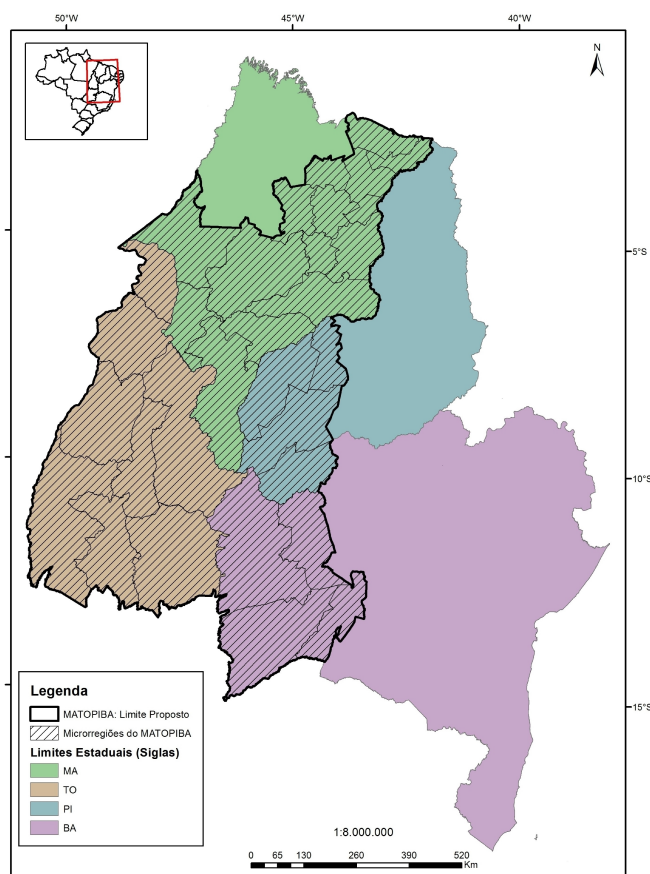 50°W 45°W 40°W
N
5°S
10°S
15°S
Legenda
MATOPIBA: Limite Proposto
Microrregiões do MATOPIBA
Limites Estaduais (Siglas)
MA
TO
PI
BA
1:8.000.000
0 65 130 260 390 520
Km